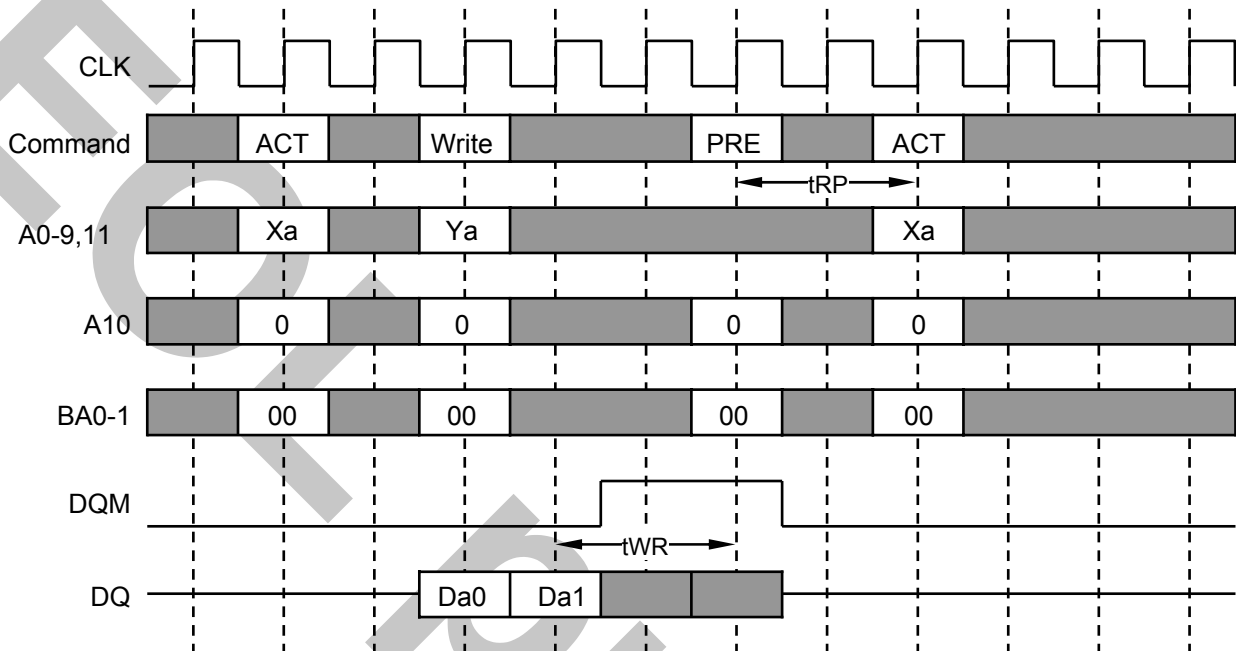 CLK
Command ACT Write PRE ACT
tRP
A0-9,11 Xa Ya Xa
A10 0 0 0 0
BA0-1 00 00 00 00
DQM
tWR
DQ Da0 Da1